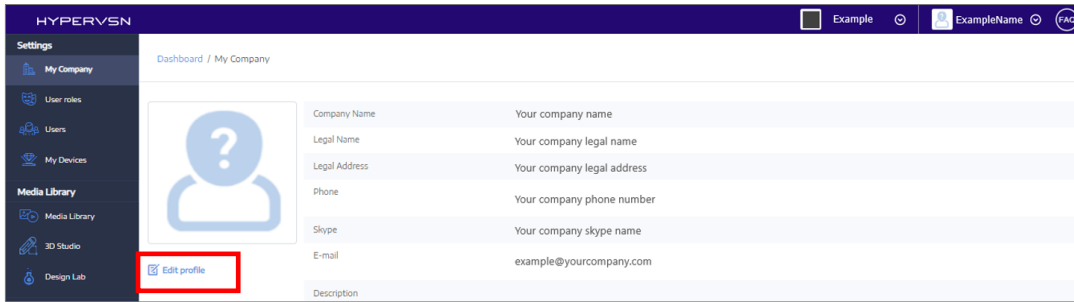 HYPERVSN
Example
ExampleName
FAQ
Settings
My Company
User roles
Users
My Devices
Media Library
Media Library
3D Studio
Design Lab
Dashboard / My Company
?
Edit profile
Company Name Your company name
Legal Name Your company legal name
Legal Address Your company legal address
Phone Your company phone number
Skype Your company skype name
E-mail example@yourcompany.com
Description